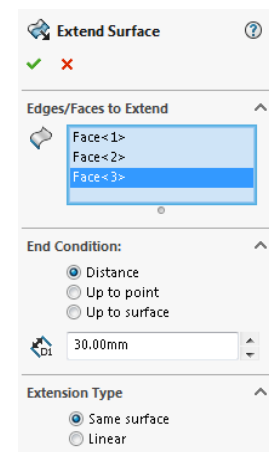 Extend Surface
Edges/Faces to Extend
Face<1>
Face<2>
Face<3>
End Condition:
Distance
Up to point
Up to surface
D1
30.00mm
Extension Type
Same surface
Linear